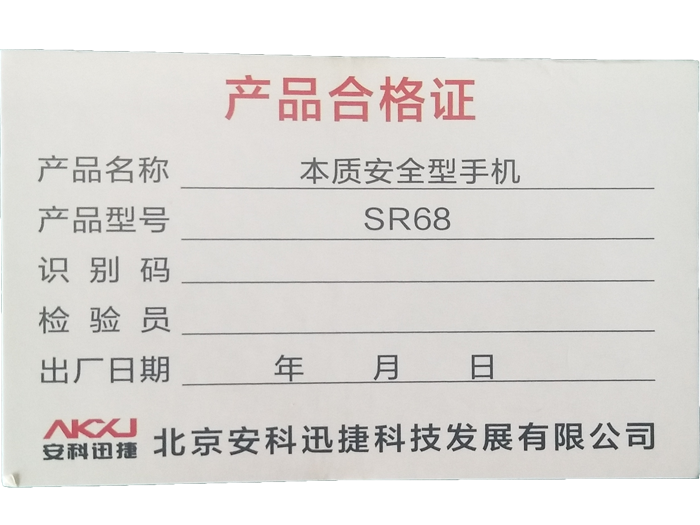 产品合格证
产品名称 本质安全型手机
产品型号 SR68
识别码
检验员
出厂日期 年 月 日
AKXJ
安科迅捷 北京安科迅捷科技发展有限公司